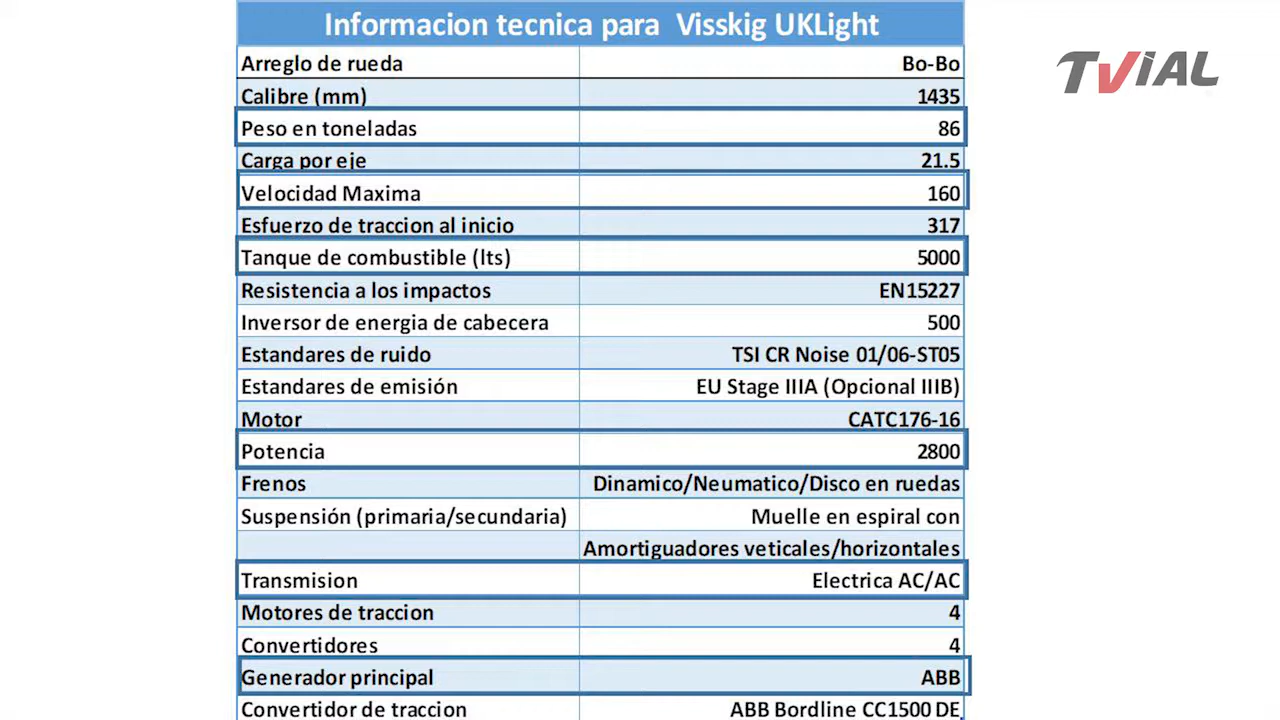 Informacion tecnica para Visskig UKLight
TViAL
Arreglo de rueda Bo-Bo
Calibre (mm) 1435
Peso en toneladas 86
Carga por eje 21.5
Velocidad Maxima 160
Esfuerzo de traccion al inicio 317
Tanque de combustible (lts) 5000
Resistencia a los impactos EN15227
Inversor de energia de cabecera 500
Estandares de ruido TSI CR Noise 01/06-ST05
Estandares de emisión EU Stage IIIA (Opcional IIIB)
Motor CATC176-16
Potencia 2800
Frenos Dinamico/Neumatico/Disco en ruedas
Suspensión (primaria/secundaria) Muelle en espiral con
Amortiguadores veticales/horizontales
Transmision Electrica AC/AC
Motores de traccion 4
Convertidores 4
Generador principal ABB
Convertidor de traccion ABB Bordline CC1500 DE